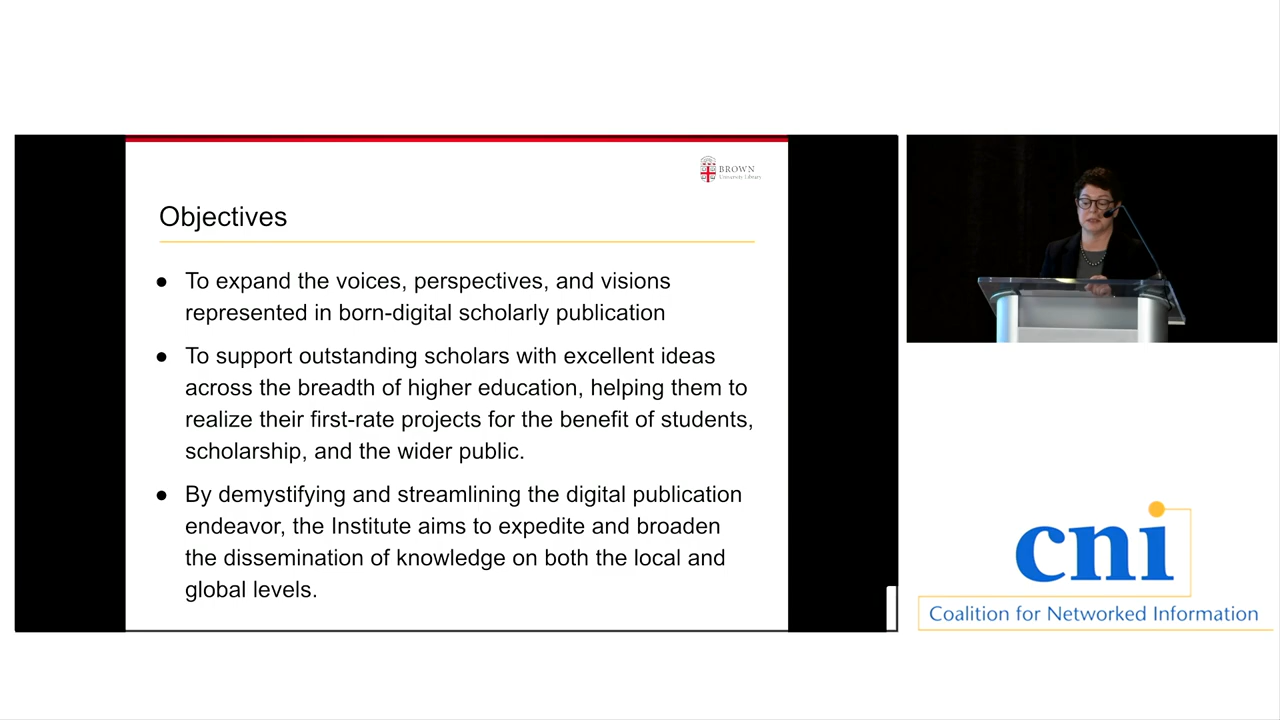 BROWN
University Library
Objectives
● To expand the voices, perspectives, and visions
represented in born-digital scholarly publication
● To support outstanding scholars with excellent ideas
across the breadth of higher education, helping them to
realize their first-rate projects for the benefit of students,
scholarship, and the wider public.
● By demystifying and streamlining the digital publication
endeavor, the Institute aims to expedite and broaden
the dissemination of knowledge on both the local and
global levels.
cni
Coalition for Networked Information